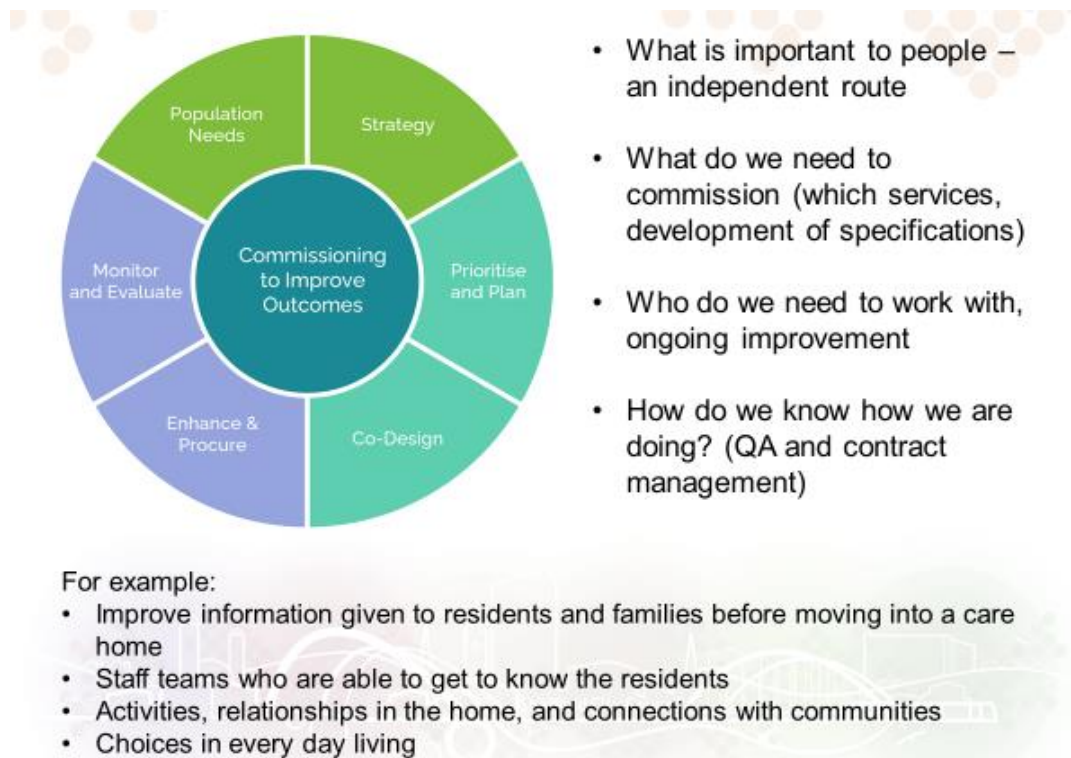 Population
Needs
Strategy
Prioritise
and Plan
Co-Design
Enhance &
Procure
Monitor
and Evaluate
Commissioning
to Improve
Outcomes
• What is important to people –
an independent route
• What do we need to
commission (which services,
development of specifications)
• Who do we need to work with,
ongoing improvement
• How do we know how we are
doing? (QA and contract
management)
For example:
• Improve information given to residents and families before moving into a care
home
• Staff teams who are able to get to know the residents
• Activities, relationships in the home, and connections with communities
• Choices in every day living